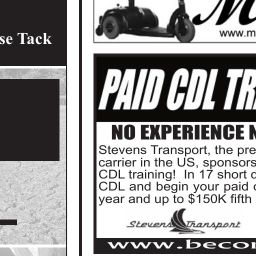 se Tack
www.m
PAID CDL TR
NO EXPERIENCE N
Stevens Transport, the pre
carrier in the US, sponsors
CDL training! In 17 short d
CDL and begin your paid
year and up to $150K fifth
Stevens Transport
www.becor